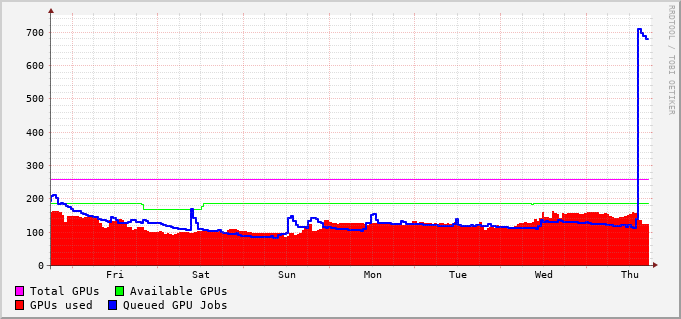 700
600
500
400
300
200
100
0
Fri Sat Sun Mon Tue Wed Thu
Total GPUs Available GPUs
GPUs used Queued GPU Jobs
RRDTOOL / TOBI OETIKER